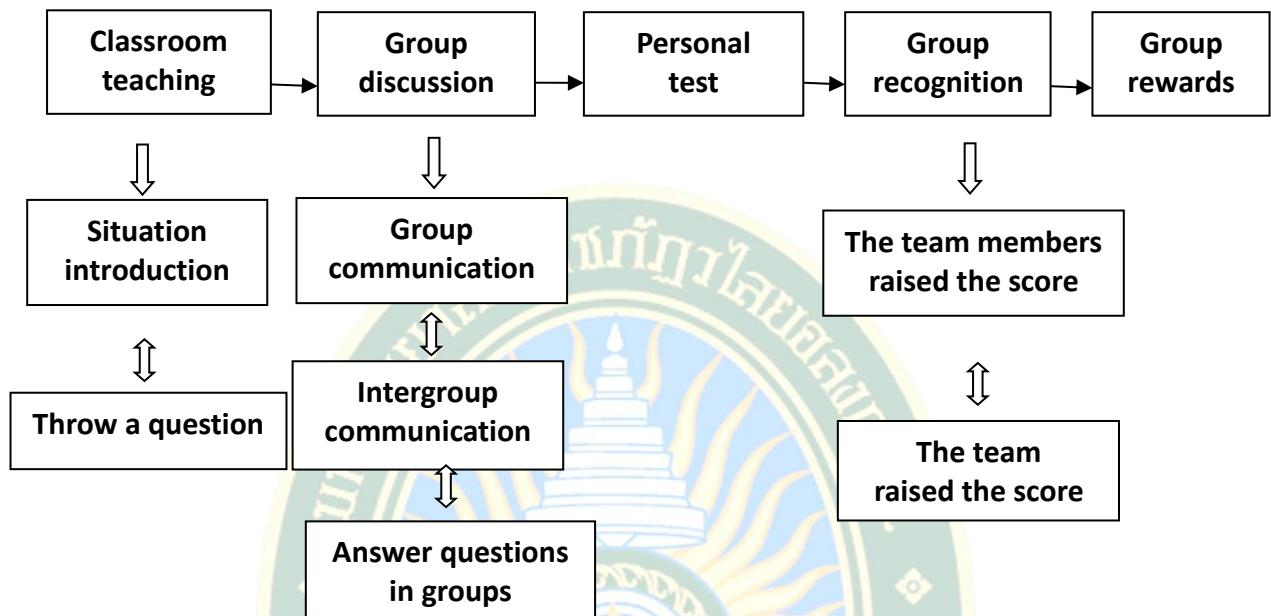 Classroom
teaching
Group
discussion
Personal
test
Group
recognition
Group
rewards
Situation
introduction
Group
communication
The team members
raised the score
Throw a question
Intergroup
communication
The team
raised the score
Answer questions
in groups